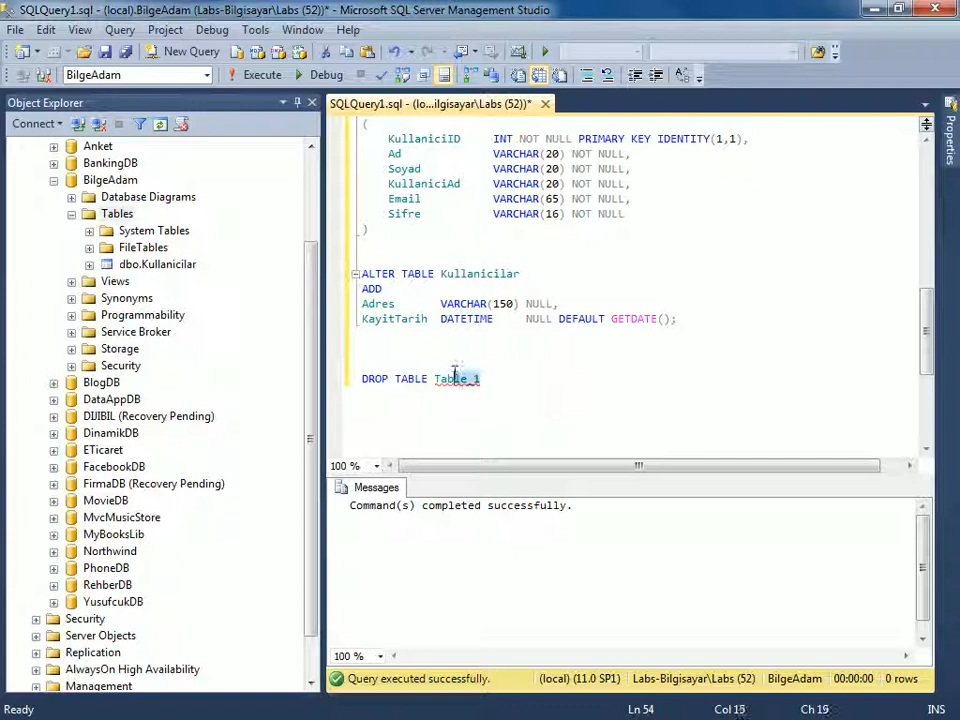 SQLQuery1.sql - (local).BilgeAdam (Labs-Bilgisayar\Labs (52))* - Microsoft SQL Server Management Studio
File Edit View Query Project Debug Tools Window Help
New Query
BilgeAdam Execute Debug
Object Explorer
Connect
Anket
BankingDB
BilgeAdam
Database Diagrams
Tables
System Tables
FileTables
dbo.Kullanicilar
Views
Synonyms
Programmability
Service Broker
Storage
Security
BlogDB
DataAppDB
DIJIBIL (Recovery Pending)
DinamikDB
ETicaret
FacebookDB
FirmaDB (Recovery Pending)
MovieDB
MvcMusicStore
MyBooksLib
Northwind
PhoneDB
RehberDB
YusufcukDB
Security
Server Objects
Replication
AlwaysOn High Availability
Management
SQLQuery1.sql - (lo...ilgisayar\Labs (52))*
(
KullaniciID INT NOT NULL PRIMARY KEY IDENTITY(1,1),
Ad VARCHAR(20) NOT NULL,
Soyad VARCHAR(20) NOT NULL,
KullaniciAd VARCHAR(20) NOT NULL,
Email VARCHAR(65) NOT NULL,
Sifre VARCHAR(16) NOT NULL
)
ALTER TABLE Kullanicilar
ADD
Adres VARCHAR(150) NULL,
KayitTarih DATETIME NULL DEFAULT GETDATE();
DROP TABLE Table_1
100 %
Messages
Command(s) completed successfully.
100 %
Query executed successfully. (local) (11.0 SP1) Labs-Bilgisayar\Labs (52) BilgeAdam 00:00:00 0 rows
Properties
Ready Ln 54 Col 15 Ch 19 INS